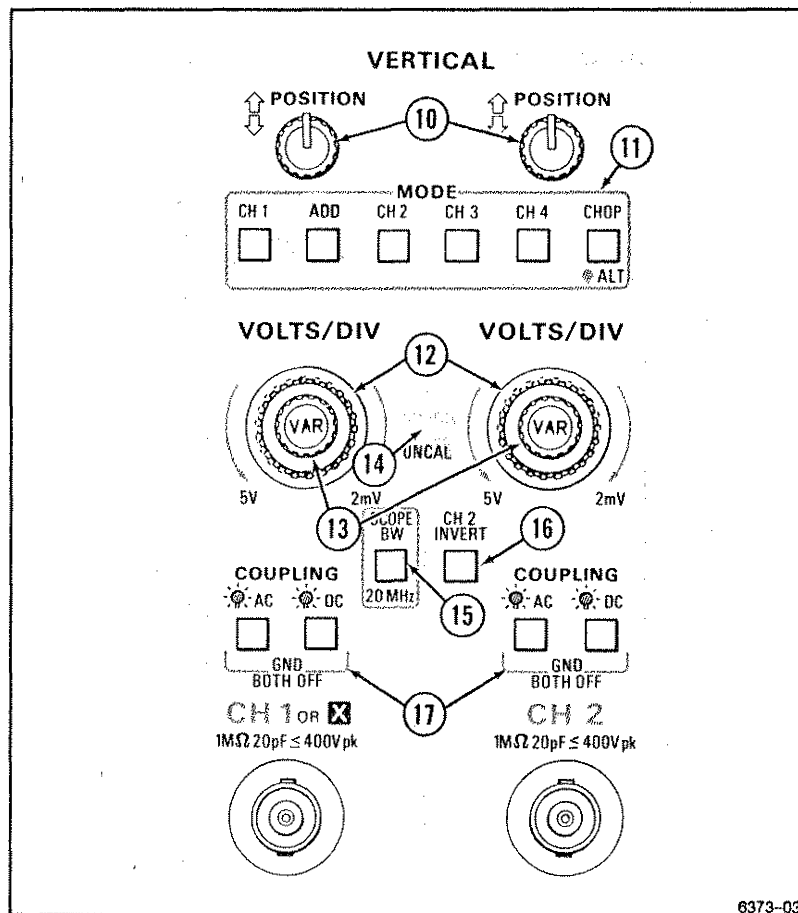 VERTICAL
POSITION
10
POSITION
11
MODE
CH 1 ADD CH 2 CH 3 CH 4 CHOP
ALT
VOLTS/DIV VOLTS/DIV
12
VAR VAR
14 UNCAL
5V 2mV 5V 2mV
13
SCOPE BW
CH 2 INVERT
16
COUPLING COUPLING
AC DC 20 MHz 15 AC DC
GND GND
BOTH OFF BOTH OFF
CH 1 OR X 17 CH 2
1MΩ 20pF ≤ 400V pk 1MΩ 20pF ≤ 400V pk
6373-03